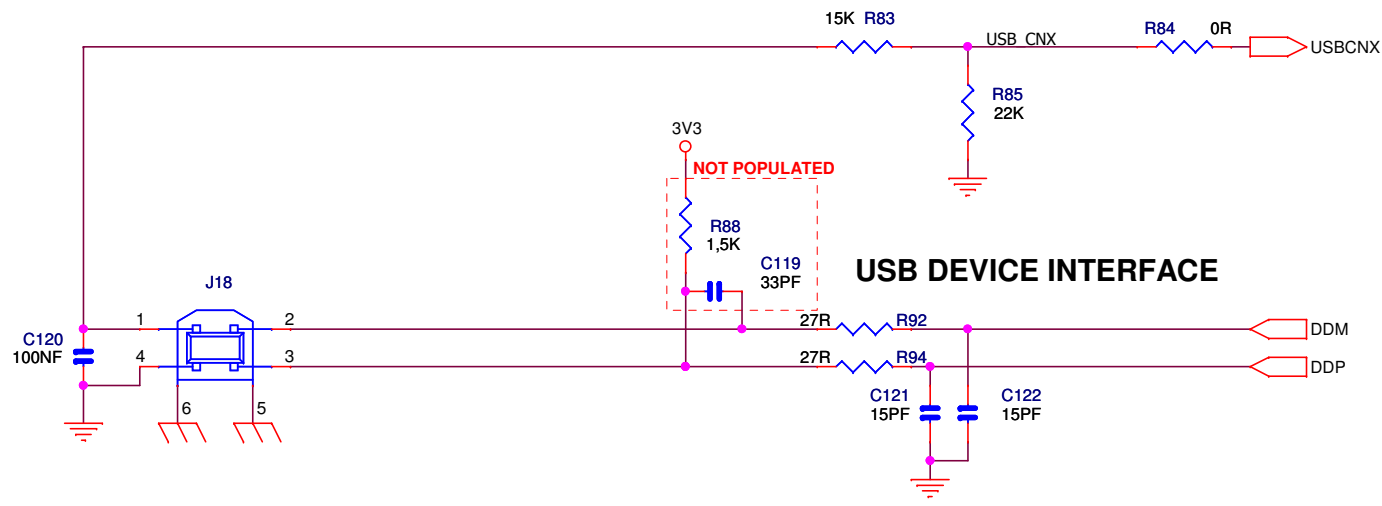 15K R83
R84 0R
USB_CNX
USBCNX
R85
22K
3V3
NOT POPULATED
R88
1,5K
C119
33PF
USB DEVICE INTERFACE
J18
1
2
27R R92
DDM
C120
100NF
4
3
27R R94
DDP
C121
15PF
C122
15PF
6
5